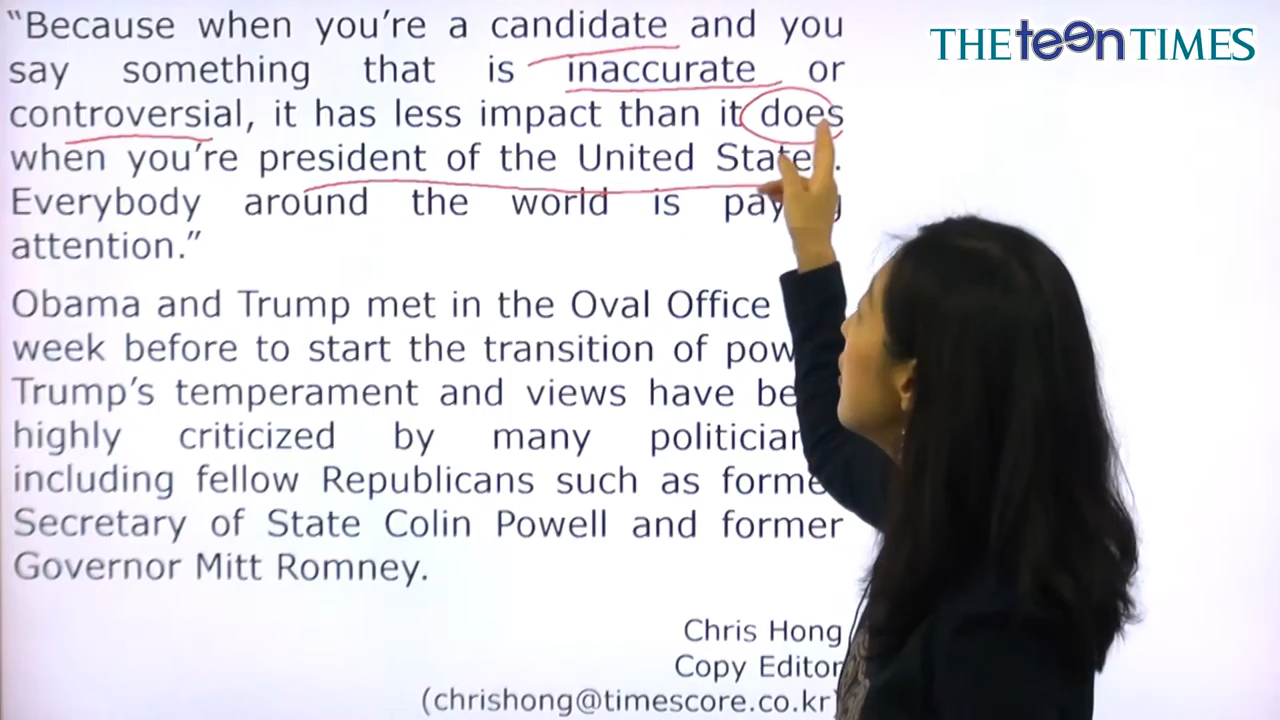 THE teen TIMES
“Because when you’re a candidate and you
say something that is inaccurate or
controversial, it has less impact than it does
when you’re president of the United
Everybody around the world is
attention.”
Obama and Trump met in the Oval Office
week before to start the transition of
Trump’s temperament and views have
highly criticized by many
including fellow Republicans such as
Secretary of State Colin Powell and former
Governor Mitt Romney.
Chris Hong
Copy Editor
(chrishong@timescore.co.kr)